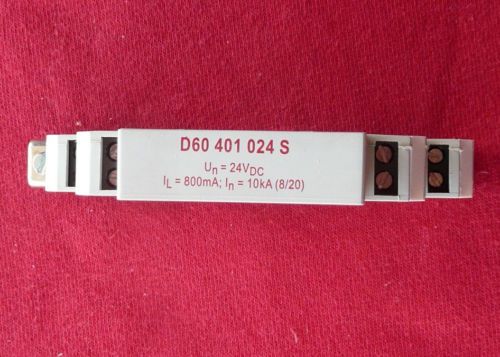 D60 401 024 S
Un = 24VDC
IL = 800mA; In = 10kA (8/20)